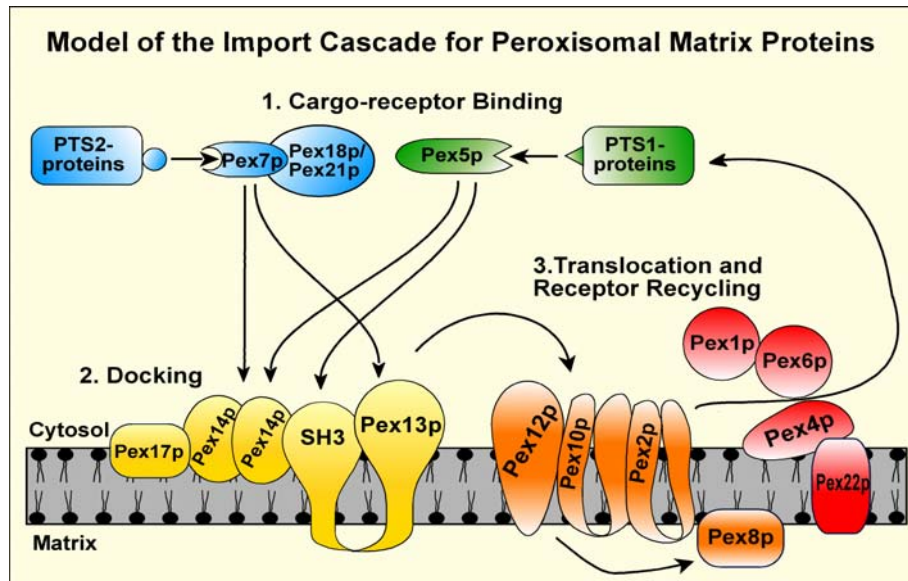 Model of the Import Cascade for Peroxisomal Matrix Proteins
1. Cargo-receptor Binding
PTS2-
proteins
Pex7p
Pex18p/
Pex21p
Pex5p
PTS1-
proteins
3.Translocation and
Receptor Recycling
Pex1p
Pex6p
2. Docking
Cytosol
Pex17p
Pex14p
Pex14p
SH3
Pex13p
Pex12p
Pex10p
Pex2p
Pex4p
Pex22p
Pex8p
Matrix